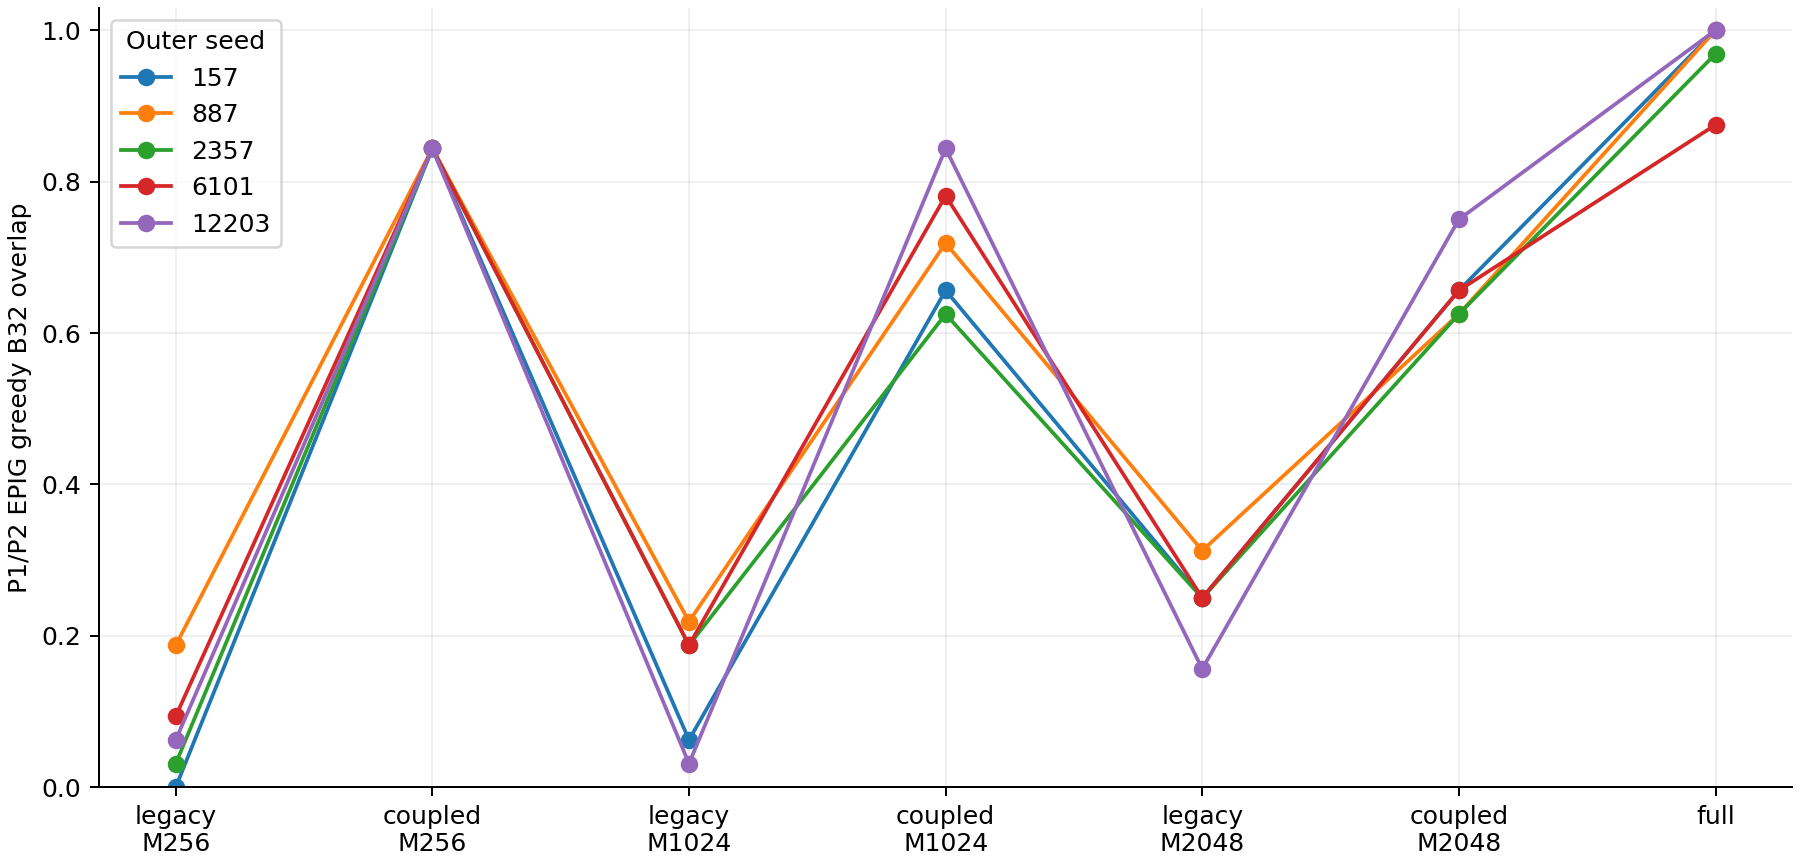 Outer seed
157
887
2357
6101
12203
P1/P2 EPIG greedy B32 overlap
1.0
0.8
0.6
0.4
0.2
0.0
legacy
M256
coupled
M256
legacy
M1024
coupled
M1024
legacy
M2048
coupled
M2048
full